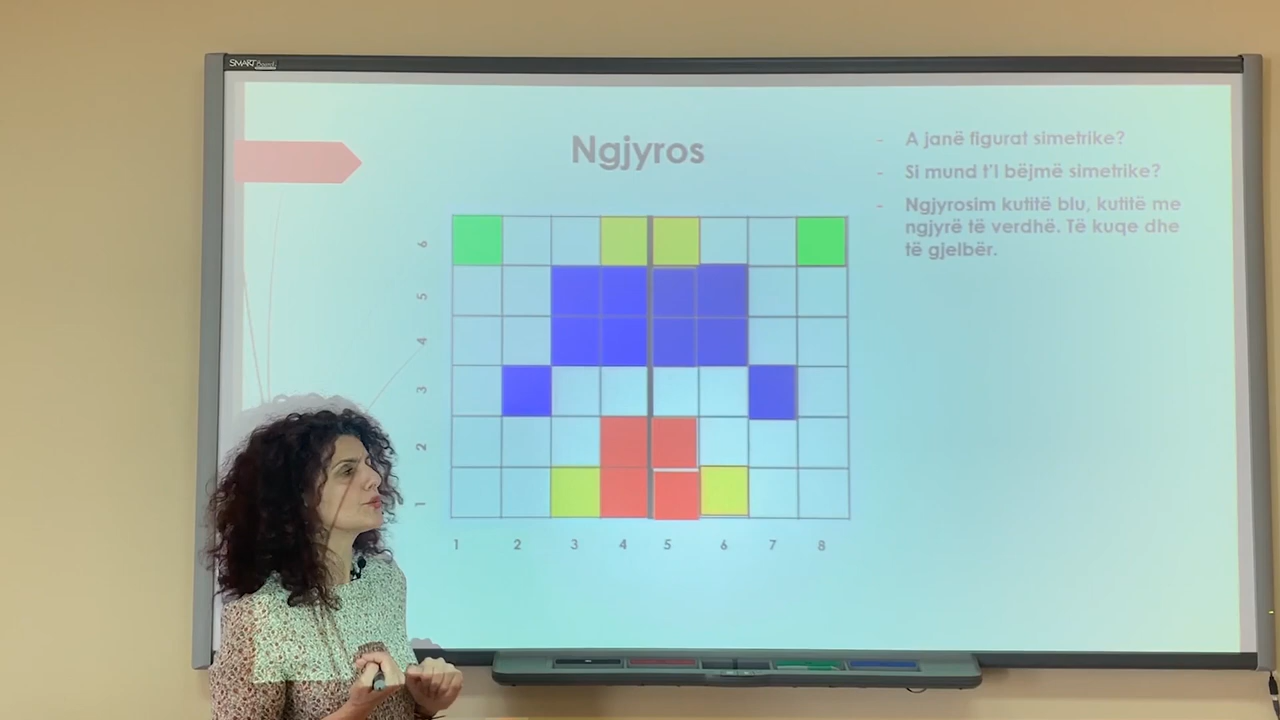 SMART Board
Ngjyros
- A janë figurat simetrike?
- Si mund t'i bëjmë simetrike?
- Ngjyrosim kutitë blu, kutitë me
ngjyrë të verdhë. Të kuqe dhe
të gjelbër.
6
5
4
3
2
1
1 2 3 4 5 6 7 8